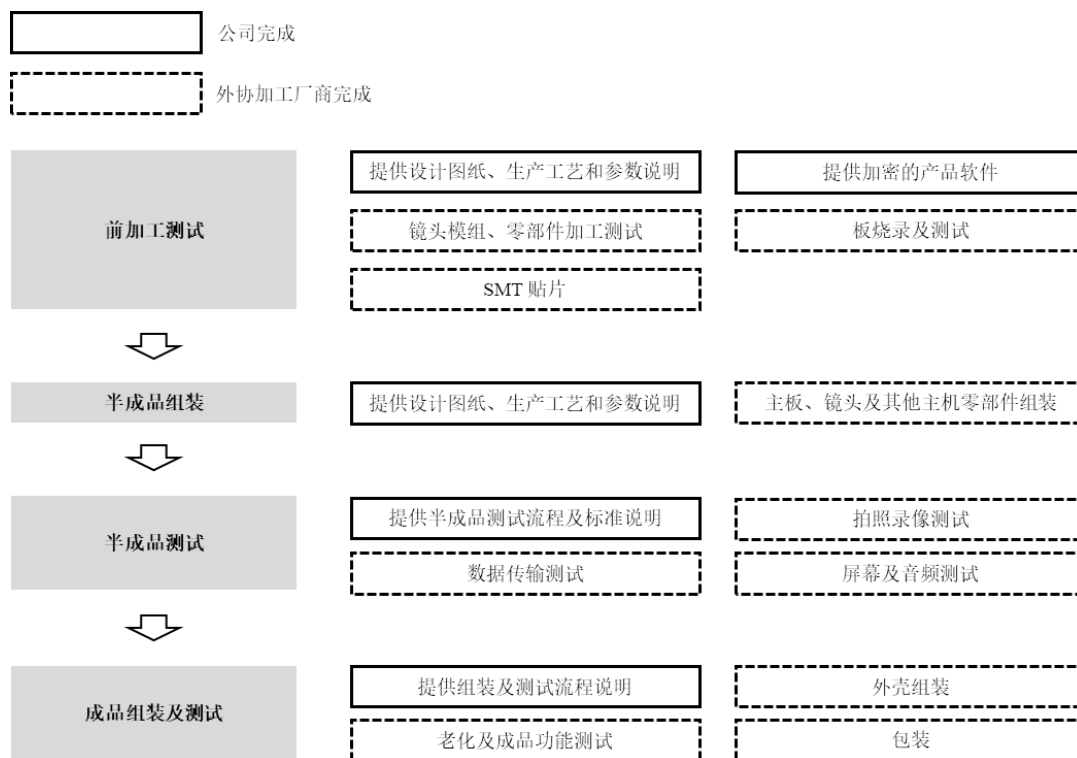 公司完成
外协加工厂商完成
前加工测试
提供设计图纸、生产工艺和参数说明
提供加密的产品软件
镜头模组、零部件加工测试
板烧录及测试
SMT 贴片
半成品组装
提供设计图纸、生产工艺和参数说明
主板、镜头及其他主机零部件组装
半成品测试
提供半成品测试流程及标准说明
拍照录像测试
数据传输测试
屏幕及音频测试
成品组装及测试
提供组装及测试流程说明
外壳组装
老化及成品功能测试
包装